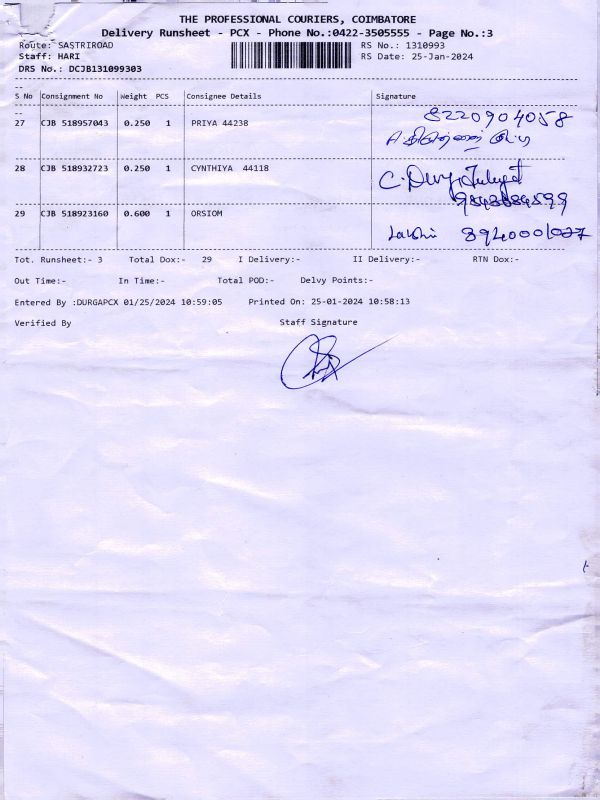 THE PROFESSIONAL COURIERS, COIMBATORE
Delivery Runsheet - PCX - Phone No.:0422-3505555 - Page No.:3
Route: SASTRIROAD RS No.: 1310993
Staff: HARI RS Date: 25-Jan-2024
DRS No.: DCJB131099303
S No Consignment No Weight PCS Consignee Details Signature
27 CJB 518957043 0.250 1 PRIYA 44238 8220904058
28 CJB 518932723 0.250 1 CYNTHIYA 44118
29 CJB 518923160 0.600 1 ORSIOM
Tot. Runsheet:- 3 Total Dox:- 29 I Delivery:- II Delivery:- RTN Dox:-
Out Time:- In Time:- Total POD:- Delvy Points:-
Entered By :DURGAPCX 01/25/2024 10:59:05 Printed On: 25-01-2024 10:58:13
Verified By Staff Signature